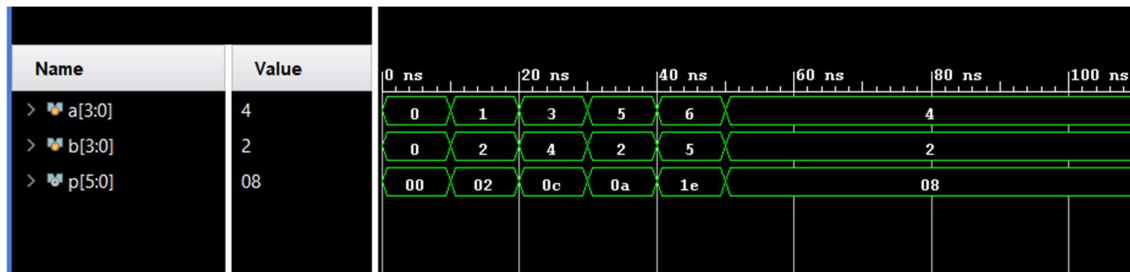 Name Value 0 ns 20 ns 40 ns 60 ns 80 ns 100 ns
a[3:0] 4 0 1 3 5 6 4
b[3:0] 2 0 2 4 2 5 2
p[5:0] 08 00 02 0c 0a 1e 08